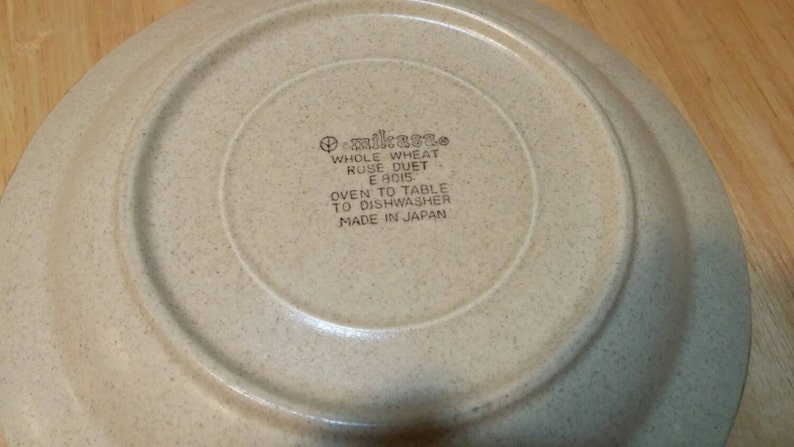 ©mikasa®
WHOLE WHEAT
ROSE DUET
E 8015
OVEN TO TABLE
TO DISHWASHER
MADE IN JAPAN